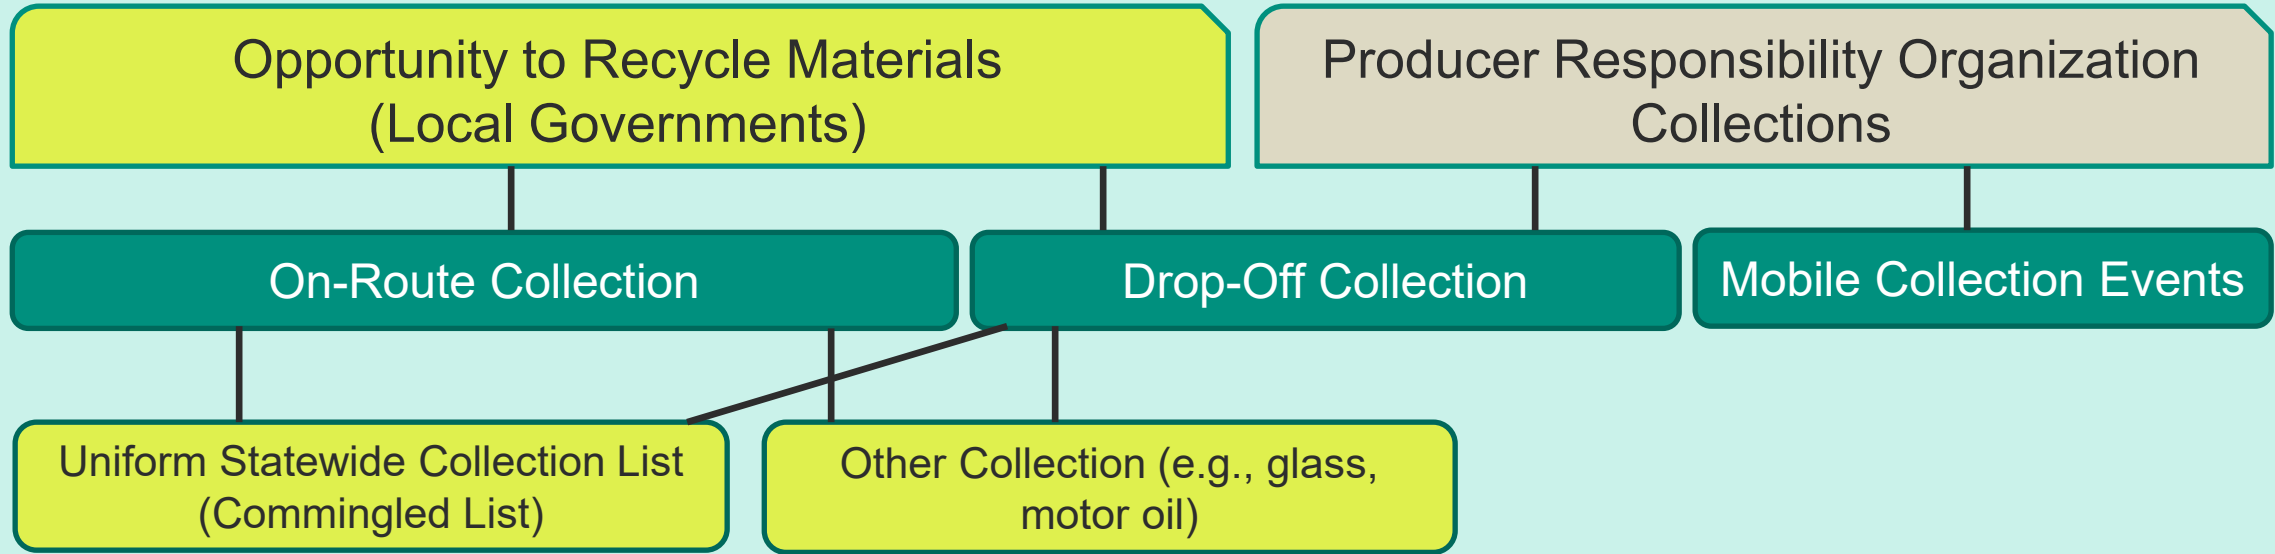 Opportunity to Recycle Materials
(Local Governments)
Producer Responsibility Organization
Collections
On-Route Collection
Drop-Off Collection
Mobile Collection Events
Uniform Statewide Collection List
(Commingled List)
Other Collection (e.g., glass,
motor oil)